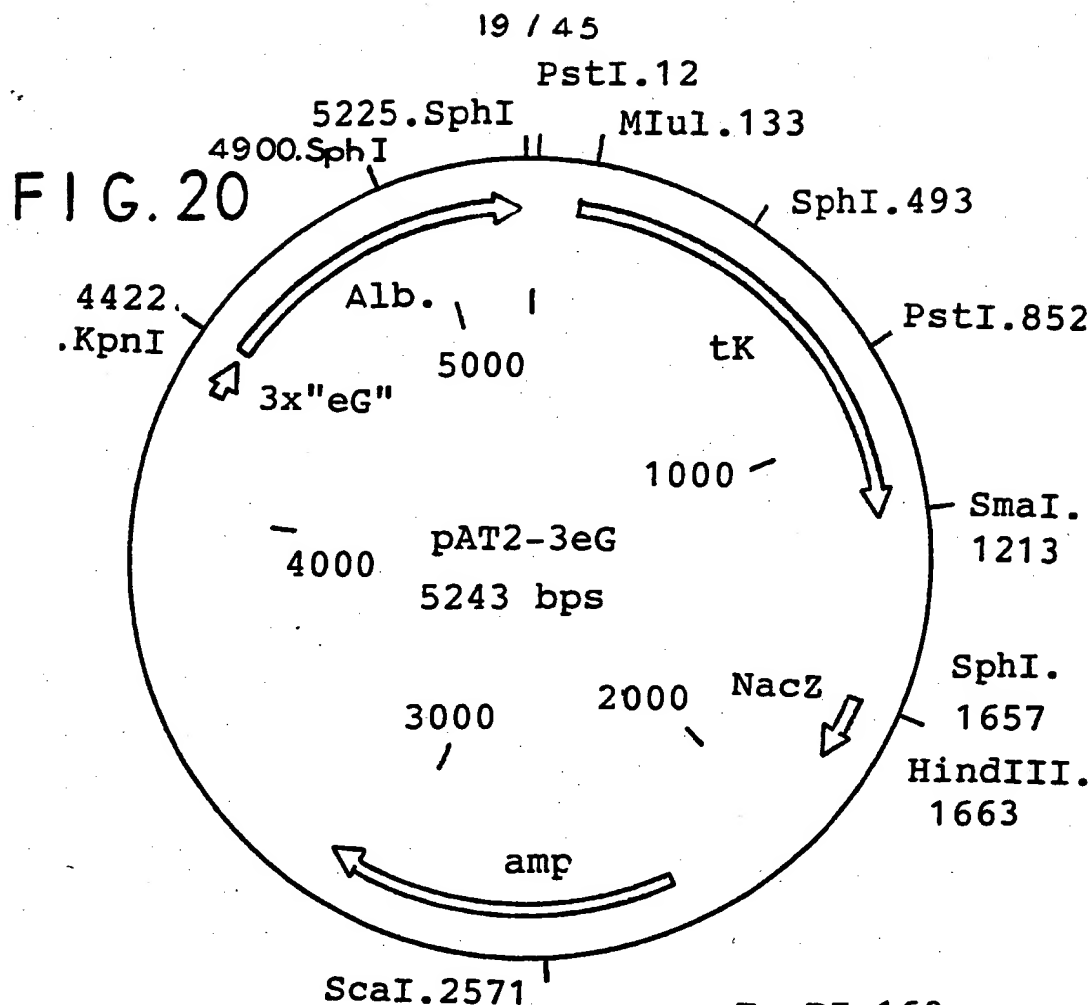 19 / 45
PstI.12
5225.SphI
MIul.133
4900.SphI
FIG. 20
SphI.493
4422.
.KpnI
Alb.
PstI.852
tK
5000
3x"eG"
1000
SmaI.
1213
pAT2-3eG
4000
5243 bps
SphI.
1657
NacZ
2000
3000
HindIII.
1663
amp
ScaI.2571